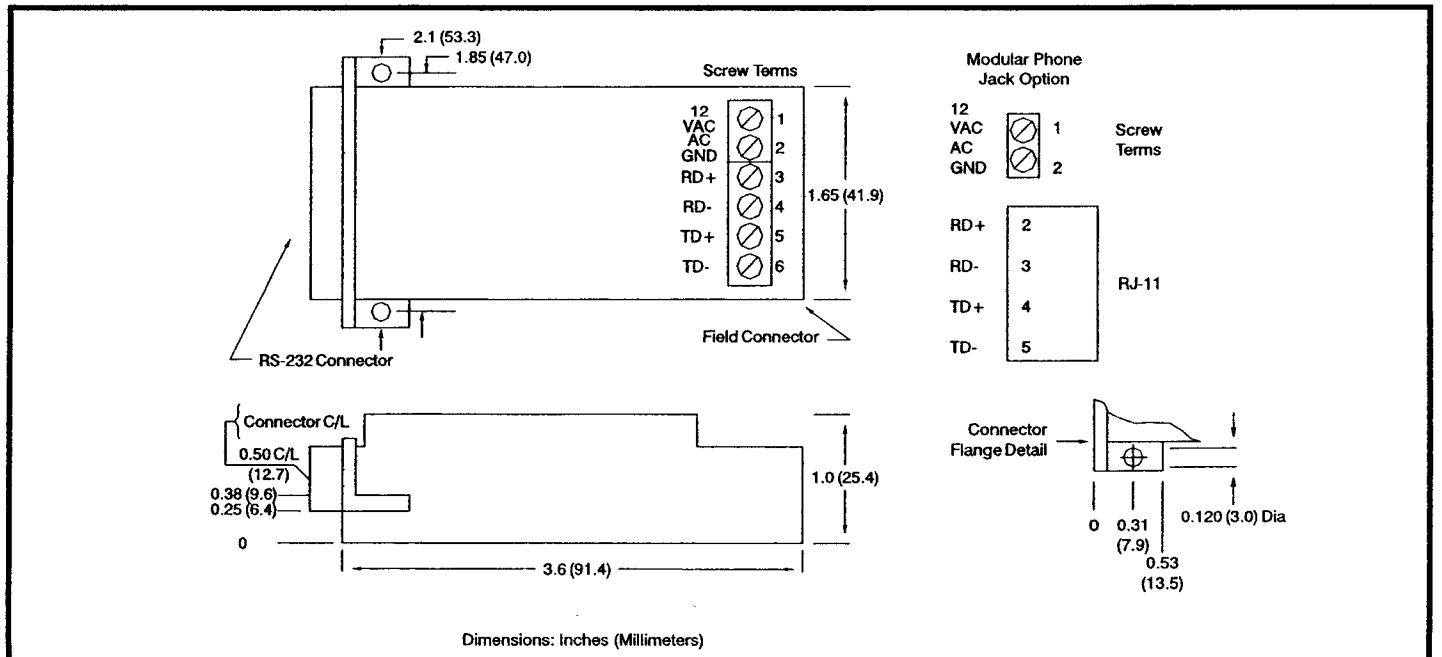 2.1 (53.3)
1.85 (47.0)
Screw Terms
12
VAC
AC
GND
RD+
RD-
TD+
TD-
1
2
3
4
5
6
1.65 (41.9)
RS-232 Connector
Field Connector
Modular Phone
Jack Option
12
VAC
AC
GND
1
2
Screw
Terms
RD+ 2
RD- 3
TD+ 4
TD- 5
RJ-11
Connector C/L
0.50 C/L
(12.7)
0.38 (9.6)
0.25 (6.4)
0
1.0 (25.4)
3.6 (91.4)
Connector
Flange Detail
0
0.31
(7.9)
0.53
(13.5)
0.120 (3.0) Dia
Dimensions: Inches (Millimeters)